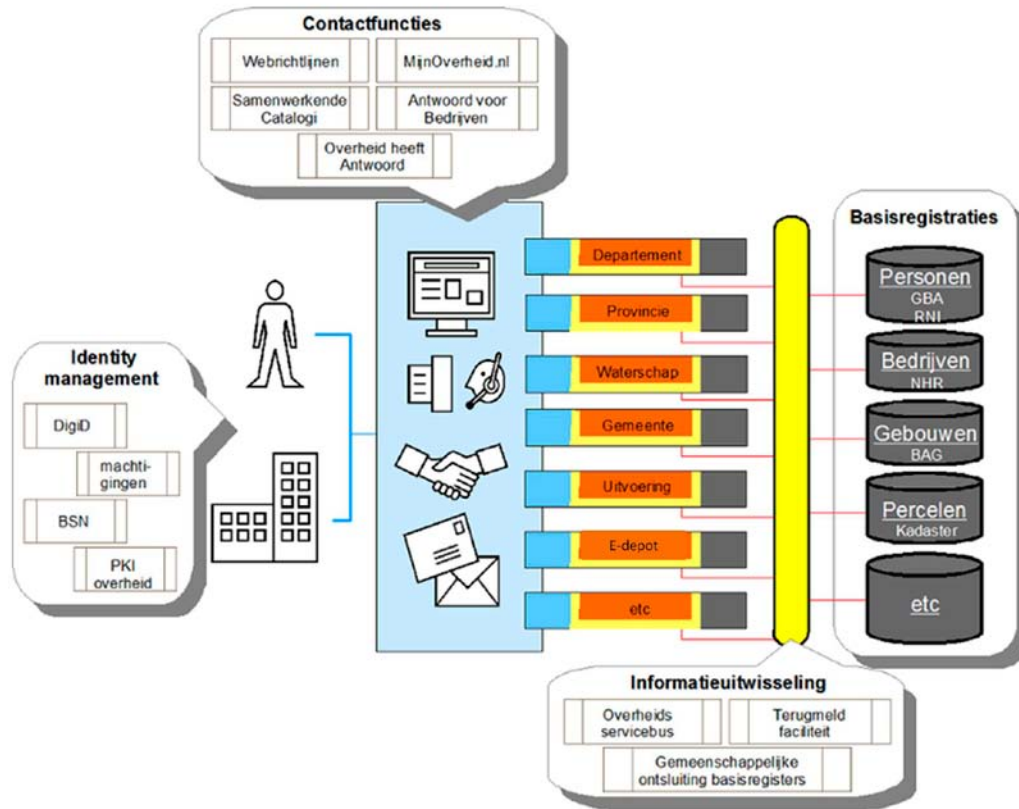 Contactfuncties
Webrichtlijnen
MijnOverheid.nl
Samenwerkende
Catalogi
Antwoord voor
Bedrijven
Overheid heeft
Antwoord
Identity
management
DigiD
machti-
gingen
BSN
PKI
overheid
Departement
Provincie
Waterschap
Gemeente
Uitvoering
E-depot
etc
Basisregistraties
Personen
GBA
RNI
Bedrijven
NHR
Gebouwen
BAG
Percelen
Kadaster
etc
Informatieuitwisseling
Overheids
servicebus
Terugmeld
faciliteit
Gemeenschappelijke
ontsluiting basisregisters